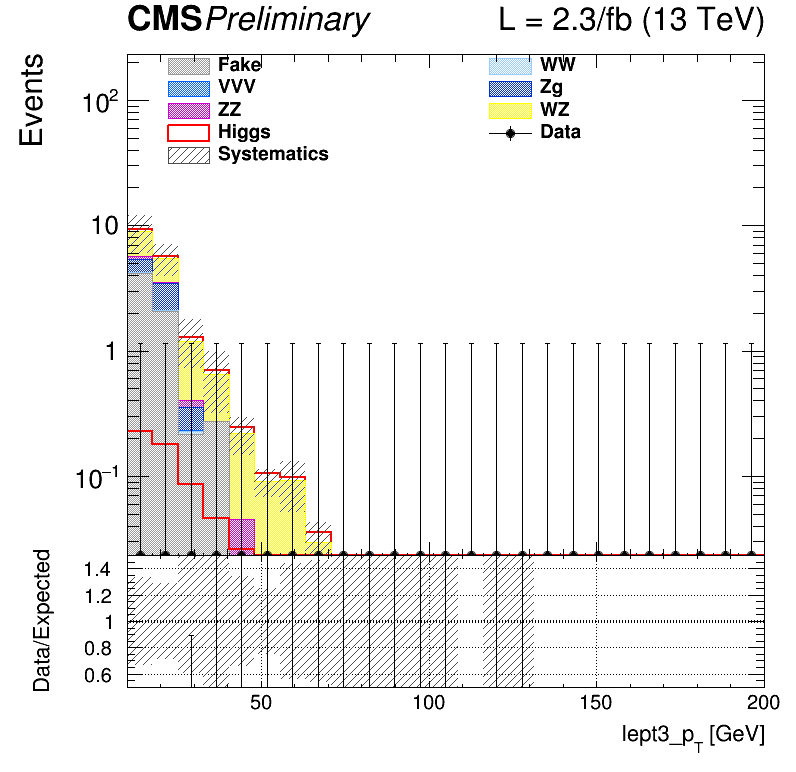 CMS Preliminary L = 2.3/fb (13 TeV)
Events
Fake WW
VVV Zg
ZZ WZ
Higgs Data
Systematics
10²
10
1
10⁻¹
Data/Expected
1.4
1.2
1
0.8
0.6
50 100 150 200
lept3_p_T [GeV]